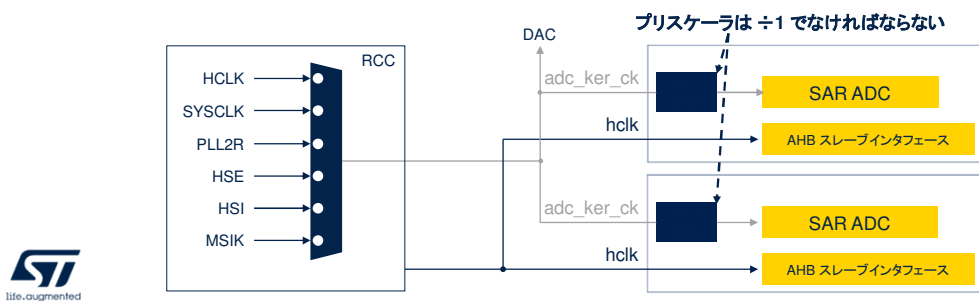 プリスケーラは ÷1 でなければならない
DAC
RCC
HCLK
SYSCLK
PLL2R
HSE
HSI
MSIK
adc_ker_ck
SAR ADC
hclk
AHB スレーブインタフェース
adc_ker_ck
SAR ADC
hclk
AHB スレーブインタフェース
ST
life.augmented